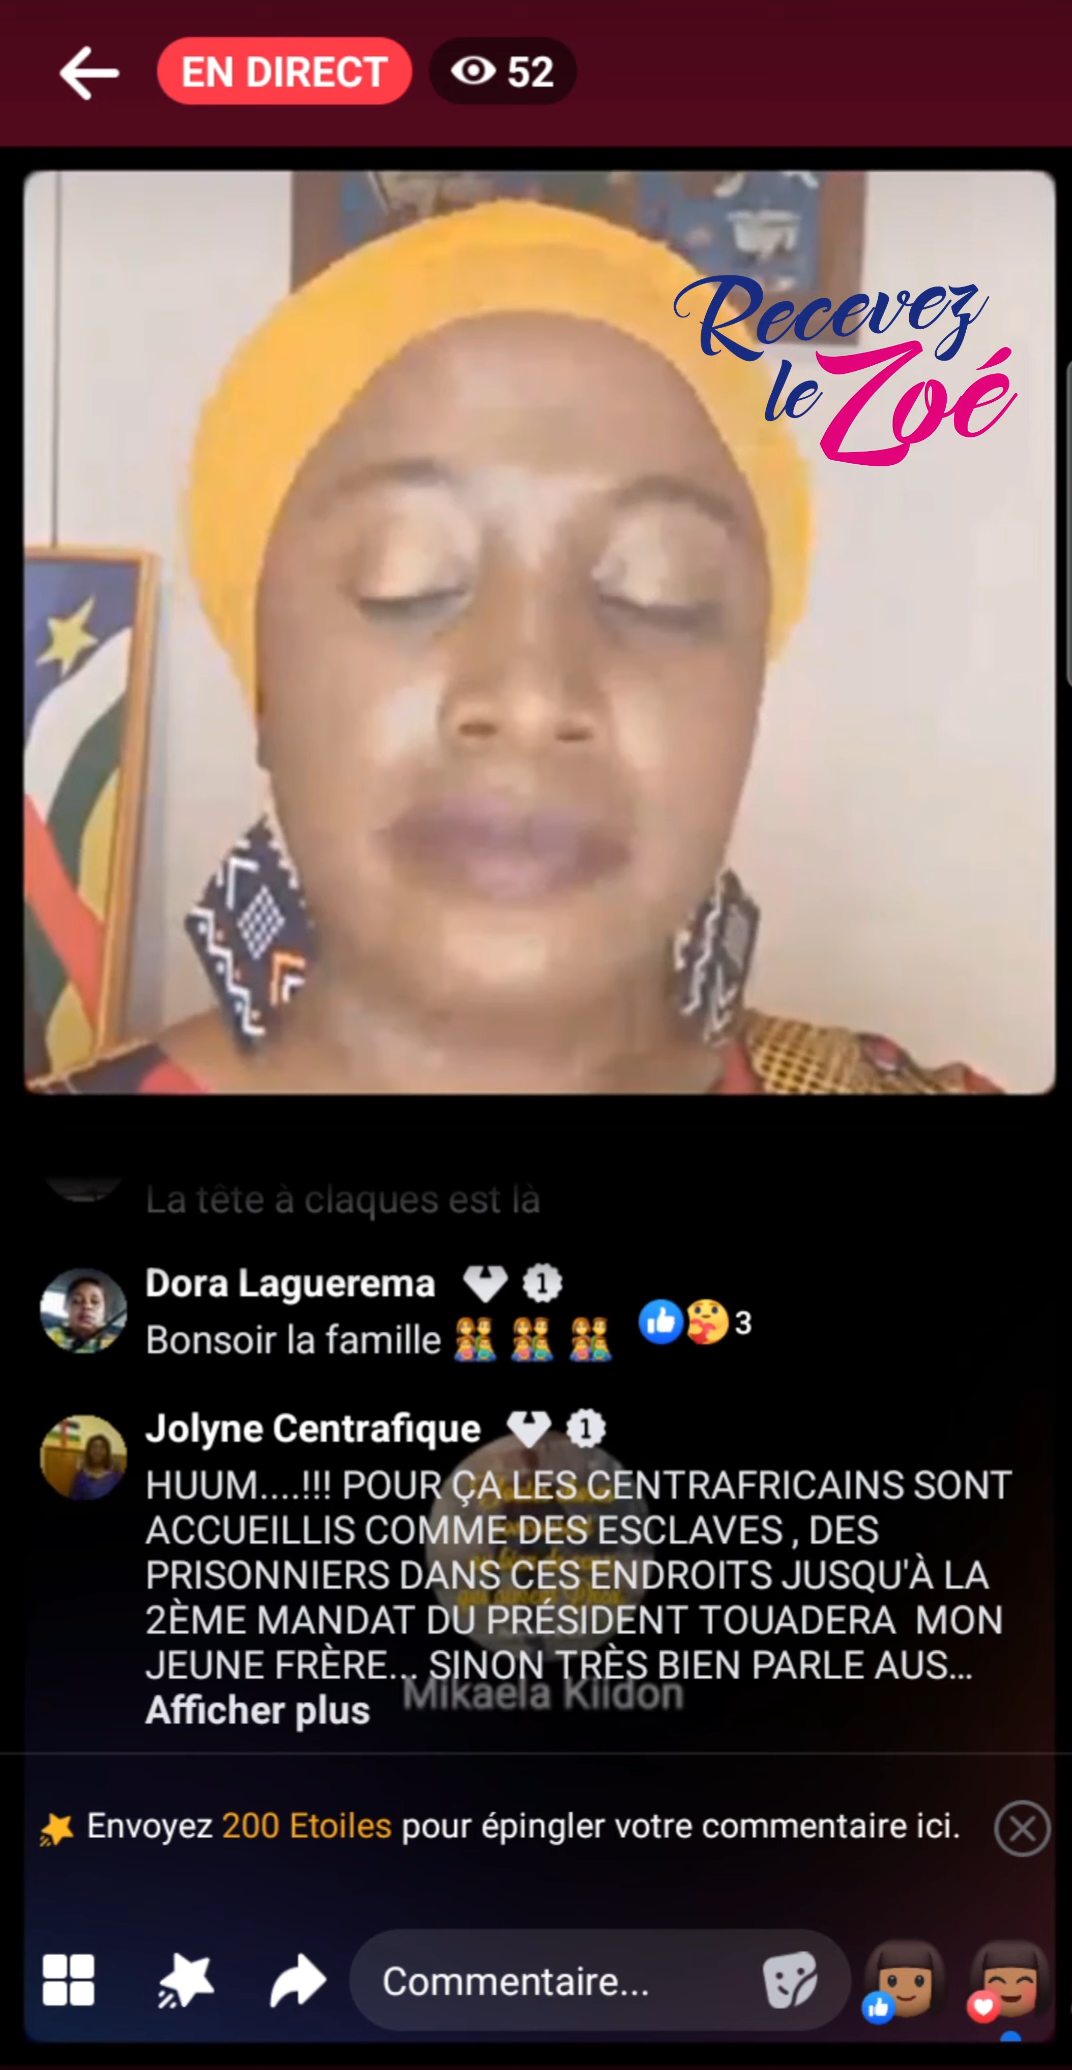 EN DIRECT
52
Recevez
le Zoé
La tête à claques est là
Dora Laguerema 1
Bonsoir la famille
3
Jolyne Centrafique 1
HUUM....!!! POUR ÇA LES CENTRAFRICAINS SONT
ACCUEILLIS COMME DES ESCLAVES , DES
PRISONNIERS DANS CES ENDROITS JUSQU'À LA
2ÈME MANDAT DU PRÉSIDENT TOUADERA MON
JEUNE FRÈRE... SINON TRÈS BIEN PARLE AUS...
Afficher plus
Mikaela Kiidon
Envoyez 200 Etoiles pour épingler votre commentaire ici.
Commentaire...